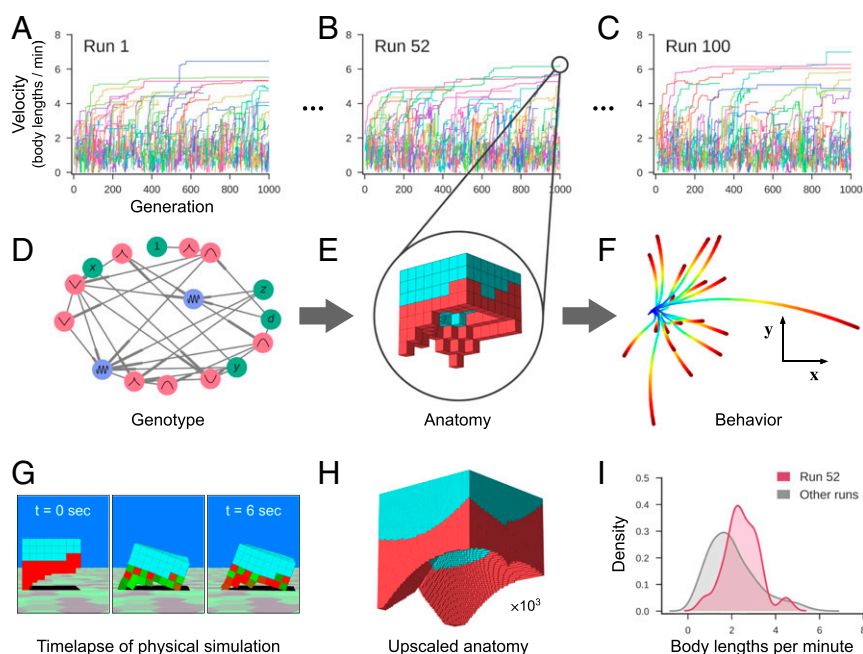 A
B
C
Run 1
Run 52
Run 100
Velocity
(body lengths / min)
8
6
4
2
0
0 200 400 600 800 1000
8
6
4
2
0
0 200 400 600 800 1000
8
6
4
2
0
0 200 400 600 800 1000
...
...
Generation
D
E
F
1
x
z
d
y
Genotype
Anatomy
y
x
Behavior
G
H
I
t = 0 sec
t = 6 sec
×10³
Timelapse of physical simulation
Upscaled anatomy
Run 52
Other runs
Density
0.5
0.4
0.3
0.2
0.1
0.0
0 2 4 6 8
Body lengths per minute